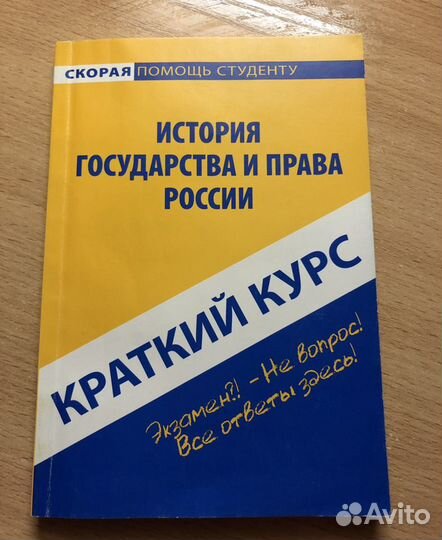 СКОРАЯ ПОМОЩЬ СТУДЕНТУ
ИСТОРИЯ
ГОСУДАРСТВА И ПРАВА
РОССИИ
КРАТКИЙ КУРС
Экзамен?! - Не вопрос!
Все ответы здесь!
Avito